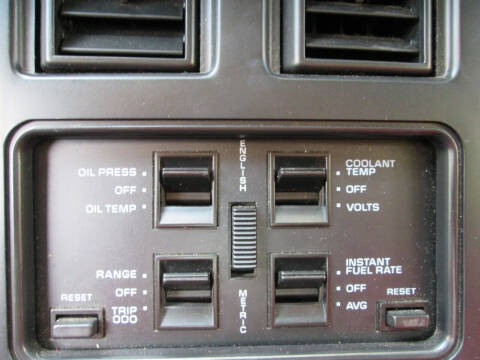 ENGLISH
OIL PRESS
OFF
OIL TEMP
COOLANT
TEMP
OFF
VOLTS
RANGE
OFF
TRIP
ODO
RESET
METRIC
INSTANT
FUEL RATE
OFF
AVG
RESET